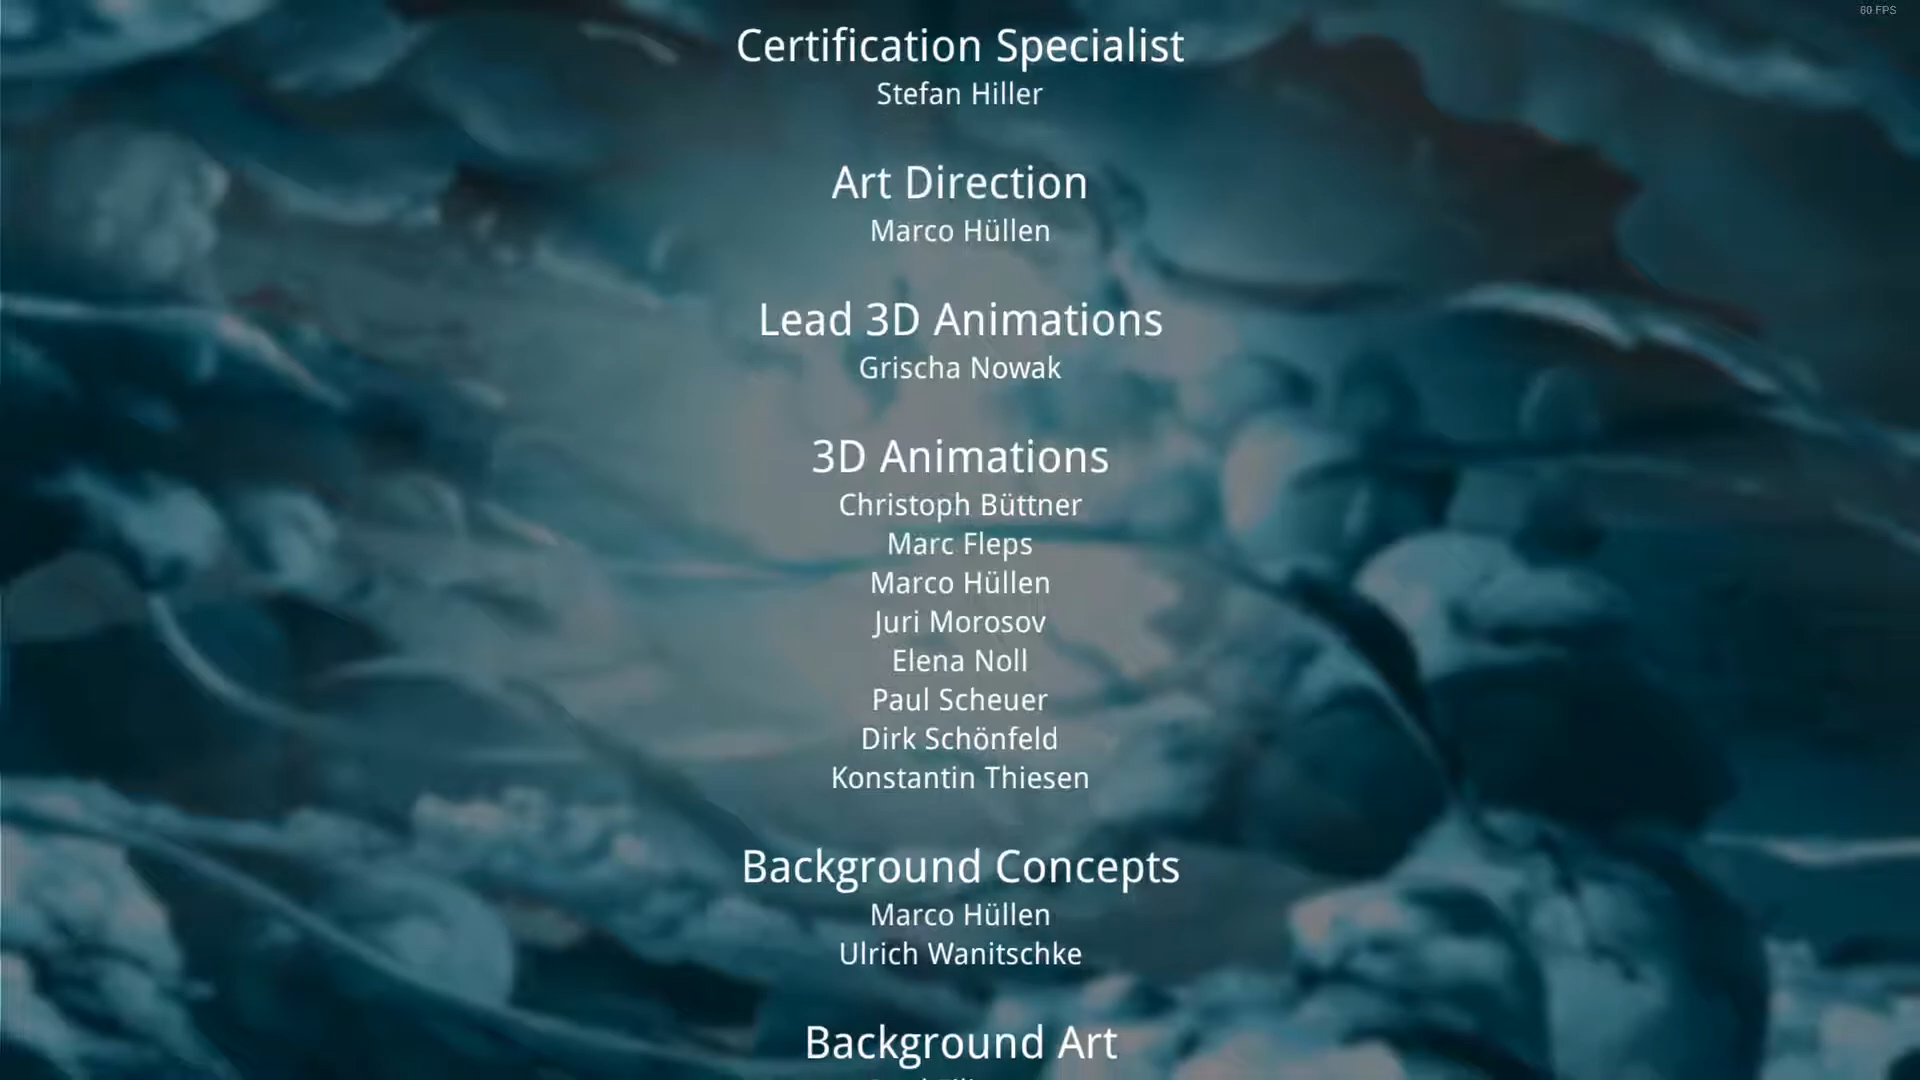 60 FPS
Certification Specialist
Stefan Hiller
Art Direction
Marco Hüllen
Lead 3D Animations
Grischa Nowak
3D Animations
Christoph Büttner
Marc Fleps
Marco Hüllen
Juri Morosov
Elena Noll
Paul Scheuer
Dirk Schönfeld
Konstantin Thiesen
Background Concepts
Marco Hüllen
Ulrich Wanitschke
Background Art